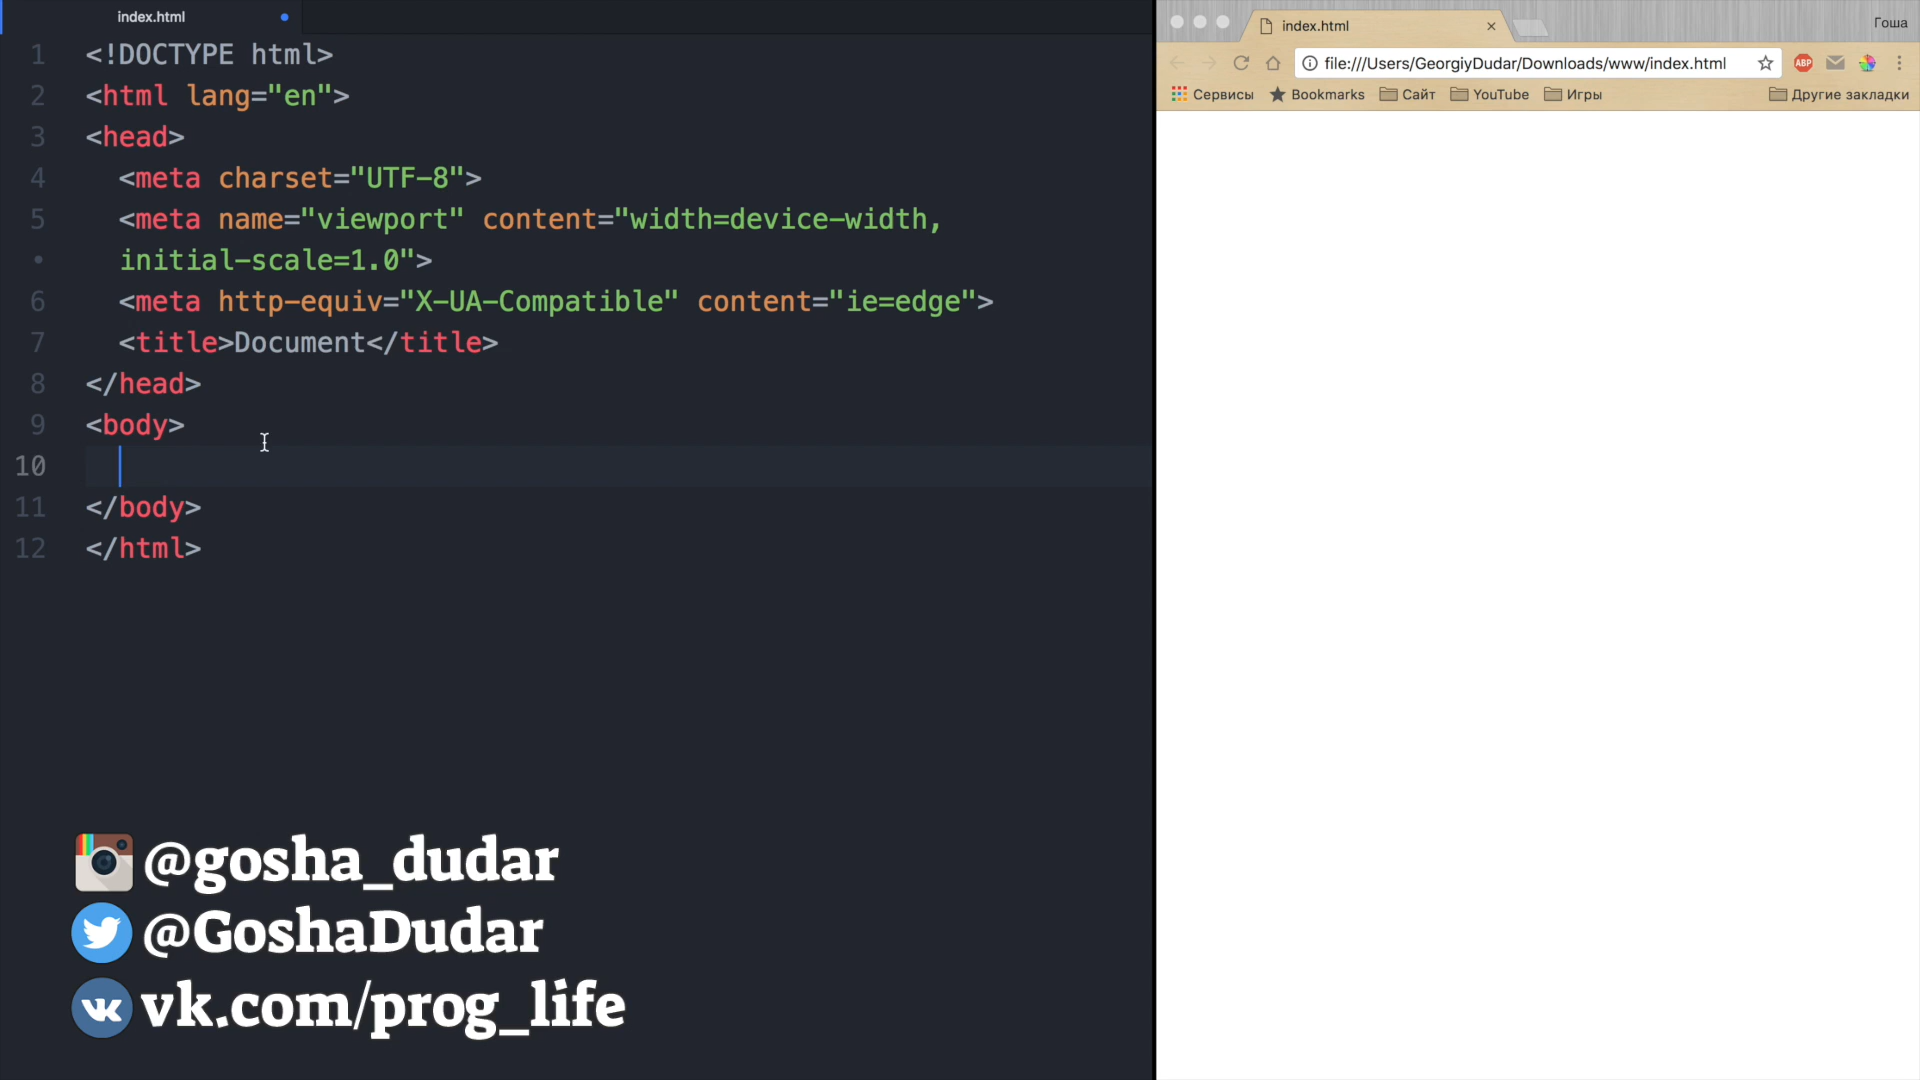 index.html
1 <!DOCTYPE html>
2 <html lang="en">
3 <head>
4 <meta charset="UTF-8">
5 <meta name="viewport" content="width=device-width,
• initial-scale=1.0">
6 <meta http-equiv="X-UA-Compatible" content="ie=edge">
7 <title>Document</title>
8 </head>
9 <body>
10
11 </body>
12 </html>
@gosha_dudar
@GoshaDudar
vk vk.com/prog_life
index.html
Гоша
file:///Users/GeorgiyDudar/Downloads/www/index.html
ABP
Сервисы Bookmarks Сайт YouTube Игры Другие закладки